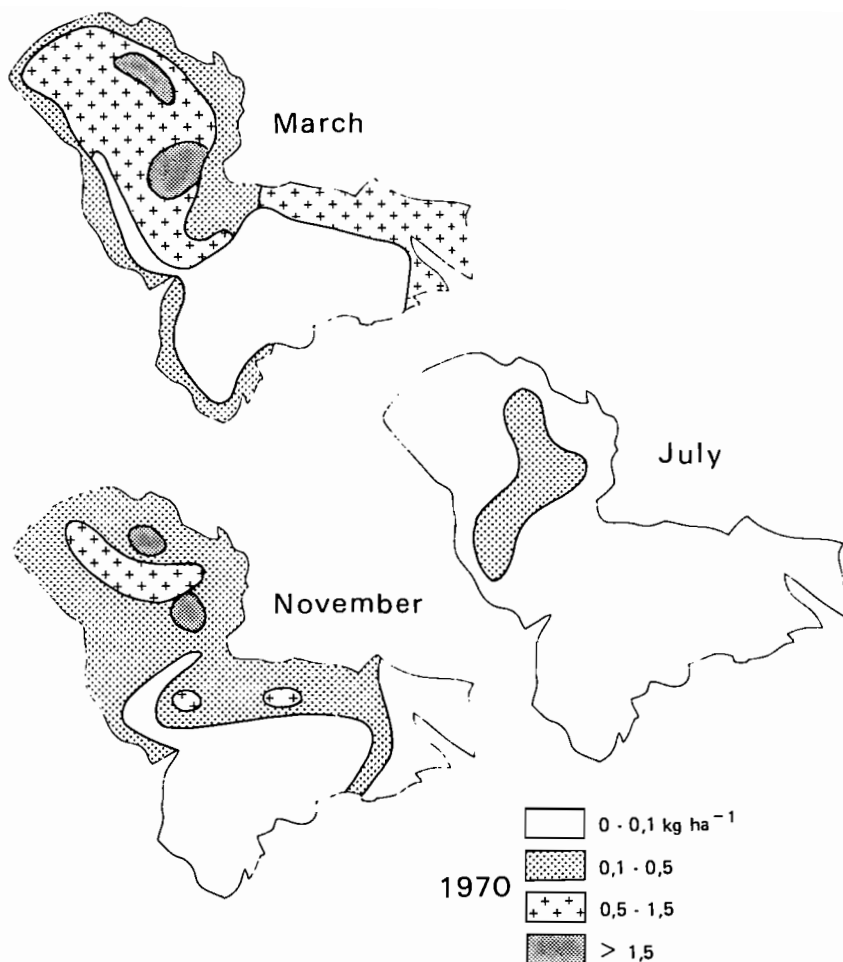 March
July
November
1970
0 - 0,1 kg ha⁻¹
0,1 - 0,5
0,5 - 1,5
> 1,5